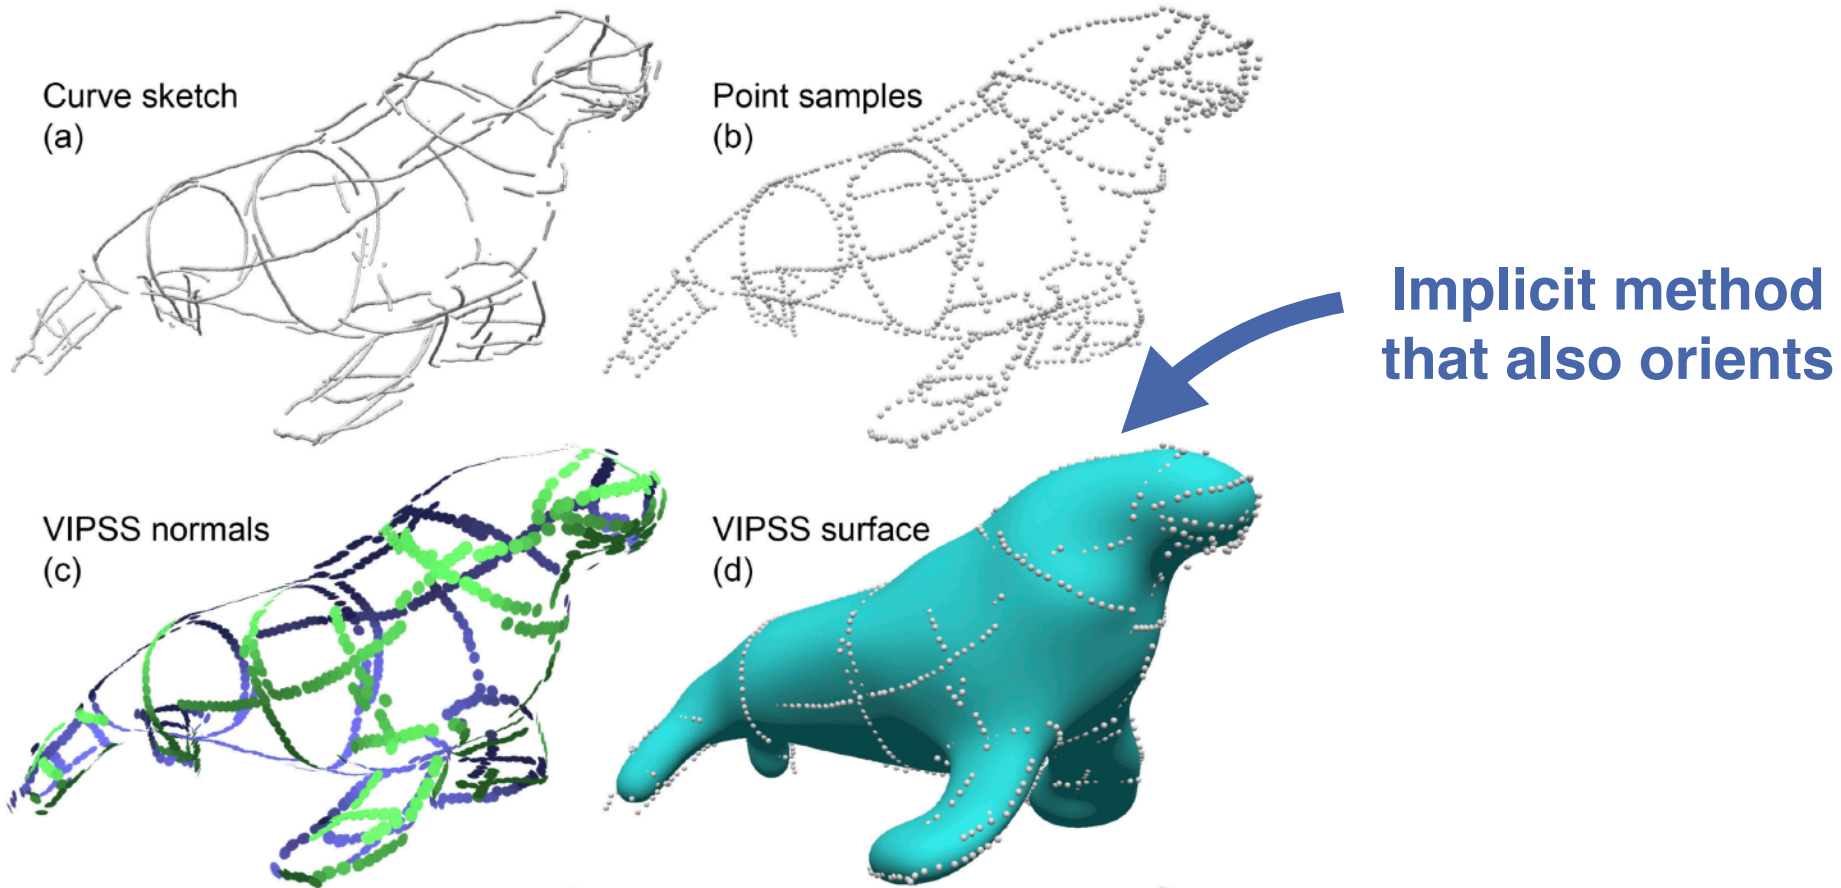 Curve sketch
(a)
Point samples
(b)
Implicit method
that also orients
VIPSS normals
(c)
VIPSS surface
(d)